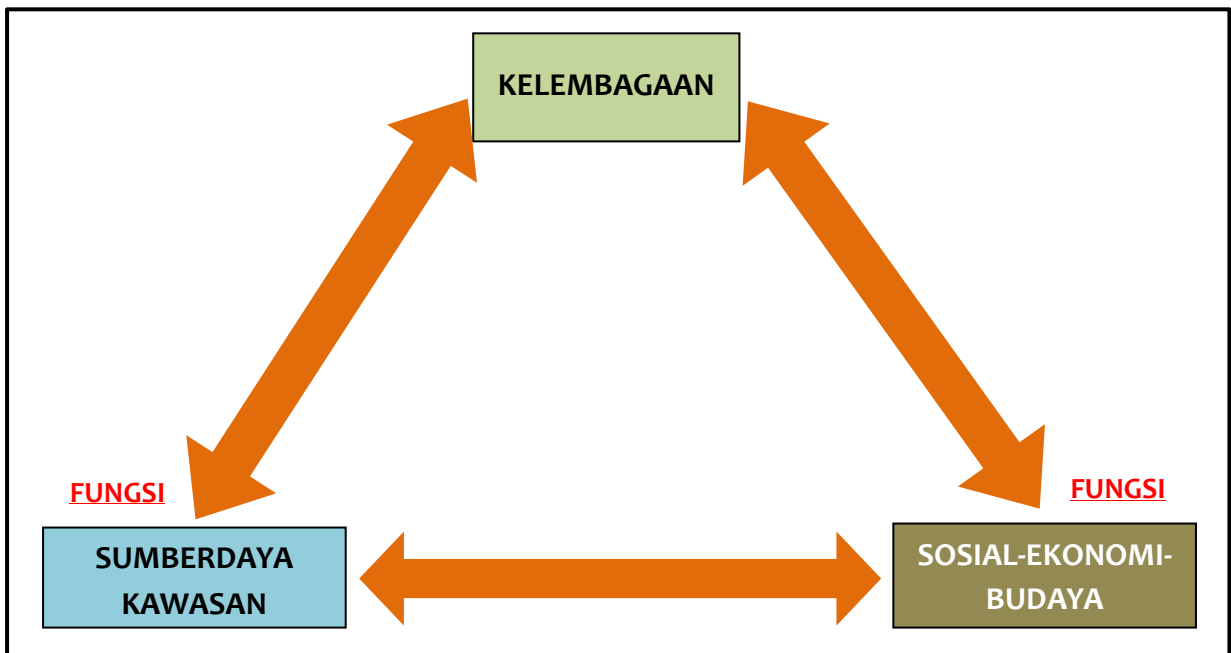 KELEMBAGAAN
FUNGSI
FUNGSI
SUMBERDAYA
KAWASAN
SOSIAL-EKONOMI-
BUDAYA